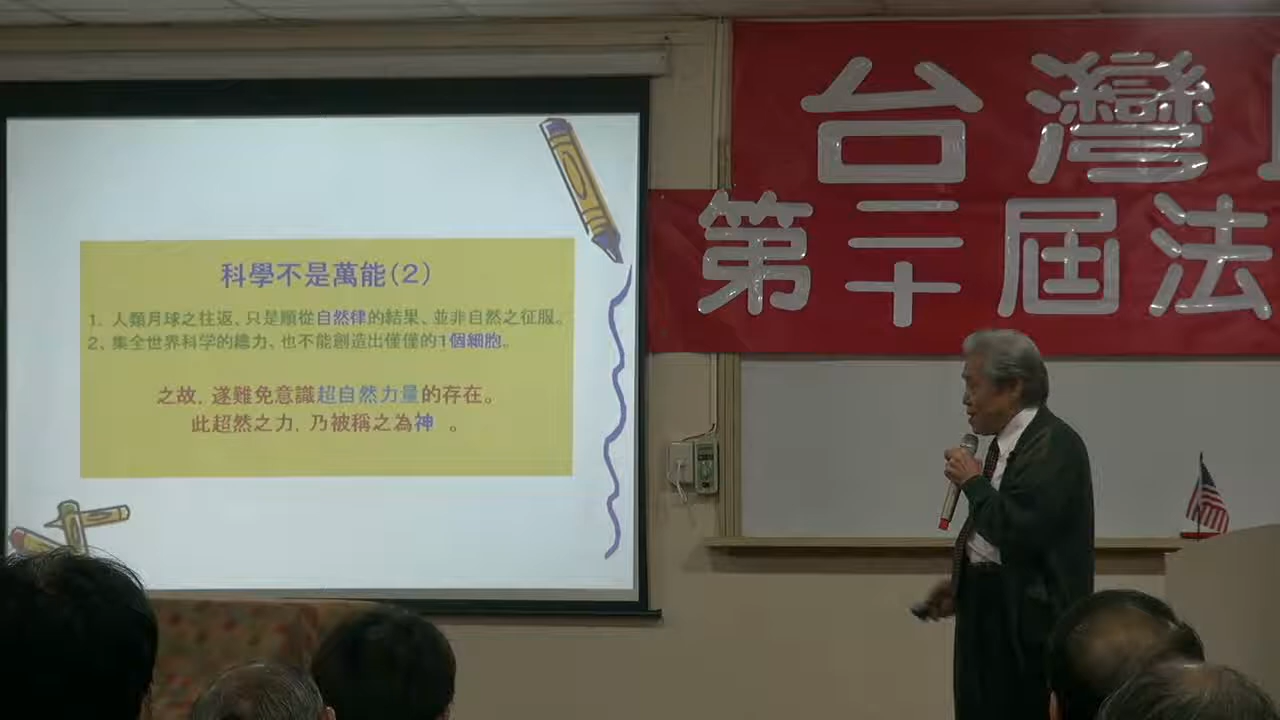 科學不是萬能(2)
1. 人類月球之往返、只是順從自然律的結果、並非自然之征服。
2、集全世界科学的總力、也不能創造出僅僅的1個細胞。
之故，遂難免意識超自然力量的存在。
此超然之力，乃被稱之為神 。
台灣
第二十屆法